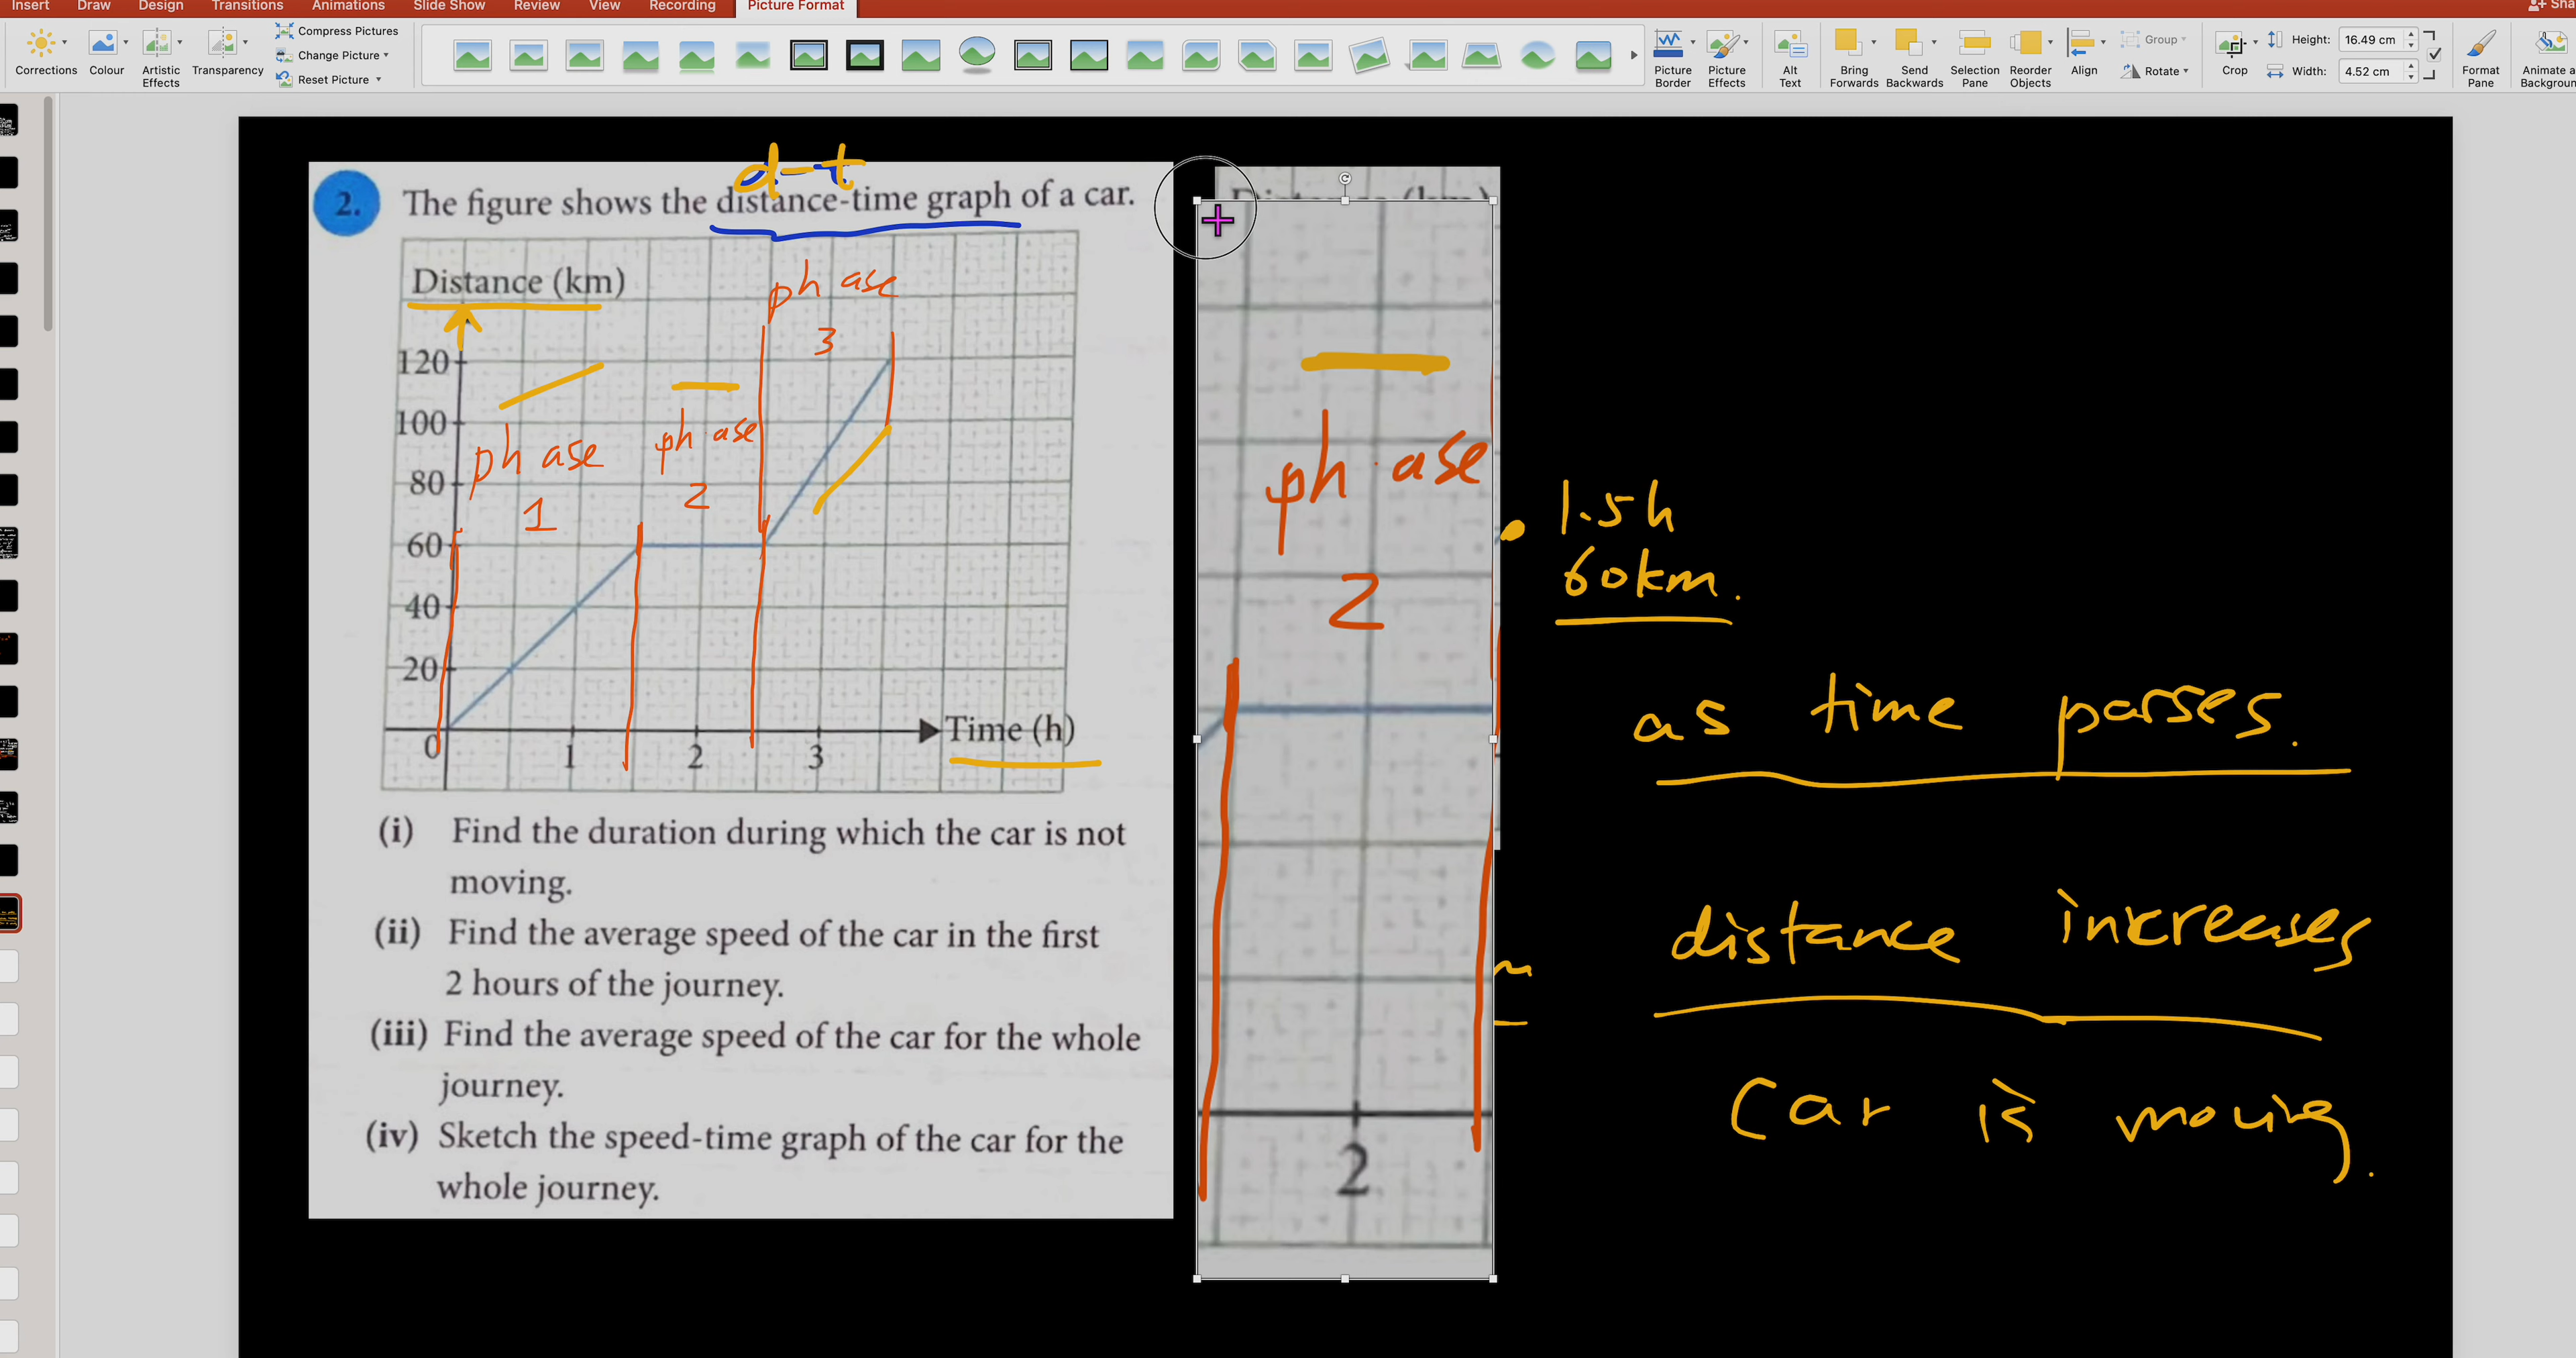 Insert Draw Design Transitions Animations Slide Show Review View Recording Picture Format
Corrections Colour Artistic Effects Transparency
Compress Pictures
Change Picture
Reset Picture
Picture Border Picture Effects Alt Text Bring Forwards Send Backwards Selection Pane Reorder Objects Align
Group
Rotate
Crop
Height: 16.49 cm
Width: 4.52 cm
Format Pane
d-t
2. The figure shows the distance-time graph of a car.
Distance (km)
120
100
80
60
40
20
0
1
2
3
Time (h)
phase
1
phase
2
phase
3
(i) Find the duration during which the car is not
moving.
(ii) Find the average speed of the car in the first
2 hours of the journey.
(iii) Find the average speed of the car for the whole
journey.
(iv) Sketch the speed-time graph of the car for the
whole journey.
phase
2
2
1.5h
60km.
as time parses.
distance increases
Car is moving.